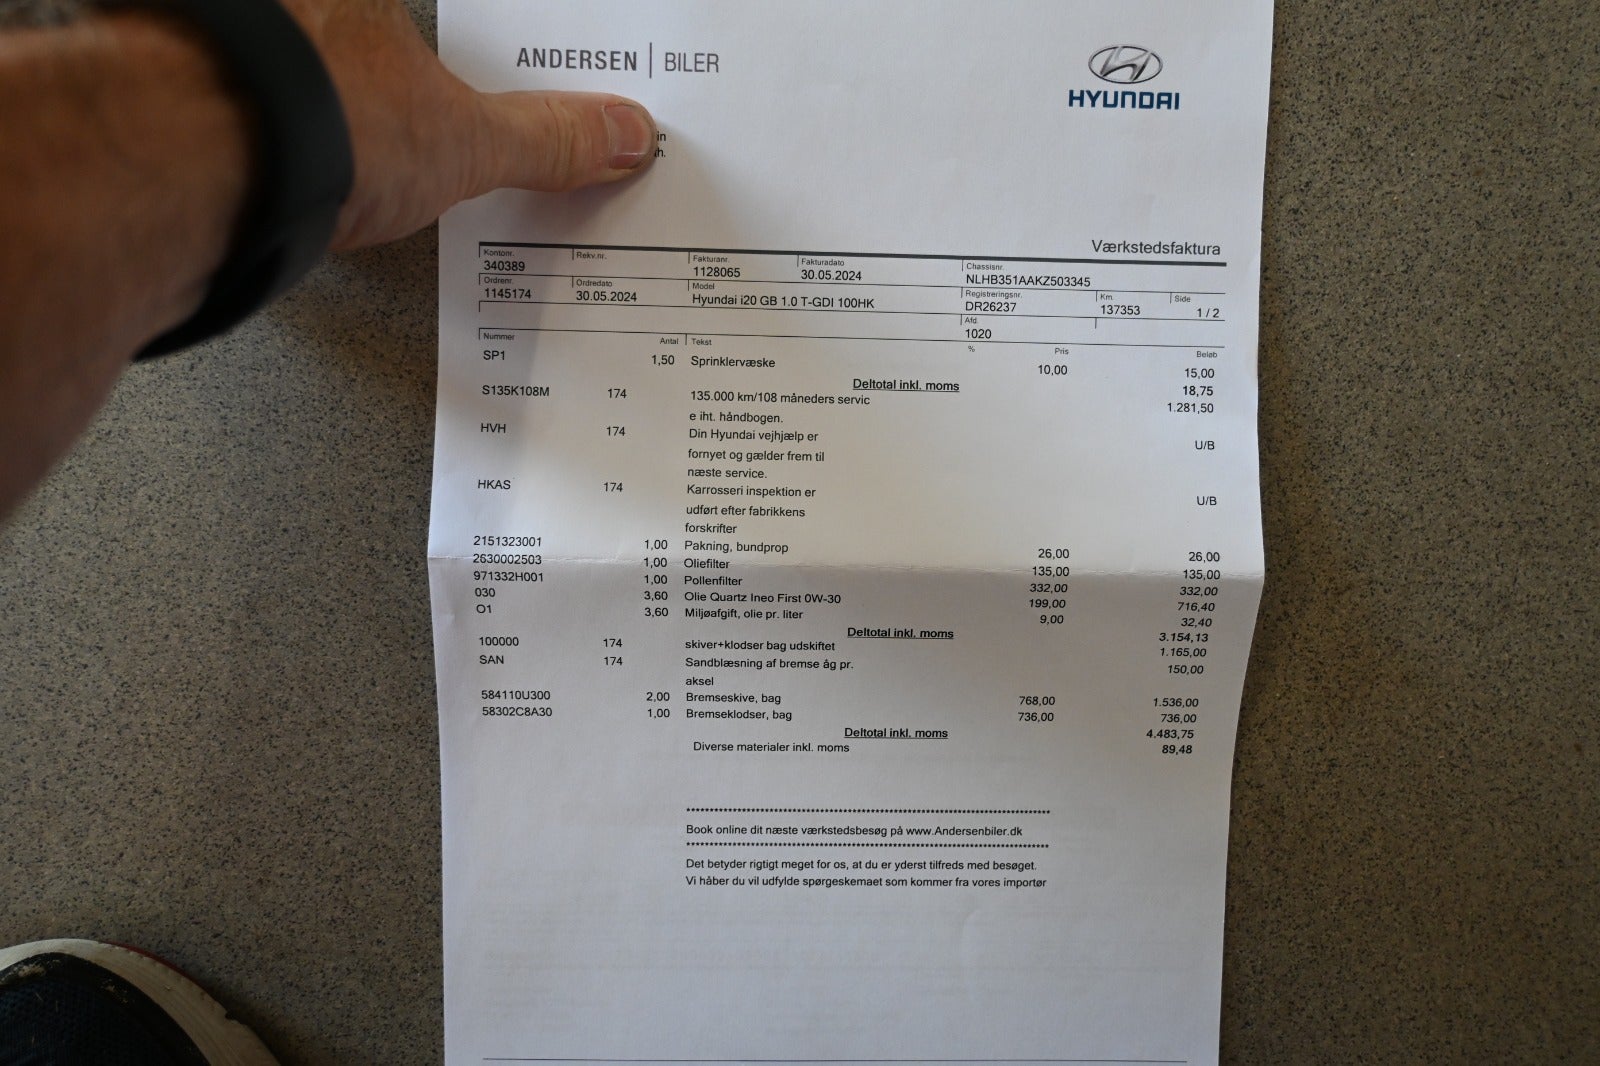 ANDERSEN | BILER
HYUNDAI
in
h.
Værkstedsfaktura
Kontonr. Rekv.nr. Fakturanr. Fakturadato Chassisnr.
340389 1128065 30.05.2024 NLHB351AAKZ503345
Ordrenr. Ordredato Model Registreringsnr. Km. Side
1145174 30.05.2024 Hyundai i20 GB 1.0 T-GDI 100HK DR26237 137353 1 / 2
Afd.
1020
Nummer Antal Tekst % Pris Beløb
SP1 1,50 Sprinklervæske 10,00 15,00
Deltotal inkl. moms 18,75
S135K108M 174 135.000 km/108 måneders servic 1.281,50
e iht. håndbogen.
HVH 174 Din Hyundai vejhjælp er U/B
fornyet og gælder frem til
næste service.
HKAS 174 Karrosseri inspektion er U/B
udført efter fabrikkens
forskrifter
2151323001 1,00 Pakning, bundprop 26,00 26,00
2630002503 1,00 Oliefilter 135,00 135,00
971332H001 1,00 Pollenfilter 332,00 332,00
030 3,60 Olie Quartz Ineo First 0W-30 199,00 716,40
O1 3,60 Miljøafgift, olie pr. liter 9,00 32,40
Deltotal inkl. moms 3.154,13
100000 174 skiver+klodser bag udskiftet 1.165,00
SAN 174 Sandblæsning af bremse åg pr. 150,00
aksel
584110U300 2,00 Bremseskive, bag 768,00 1.536,00
58302C8A30 1,00 Bremseklodser, bag 736,00 736,00
Deltotal inkl. moms 4.483,75
Diverse materialer inkl. moms 89,48
Book online dit næste værkstedsbesøg på www.Andersenbiler.dk
Det betyder rigtigt meget for os, at du er yderst tilfreds med besøget.
Vi håber du vil udfylde spørgeskemaet som kommer fra vores importør